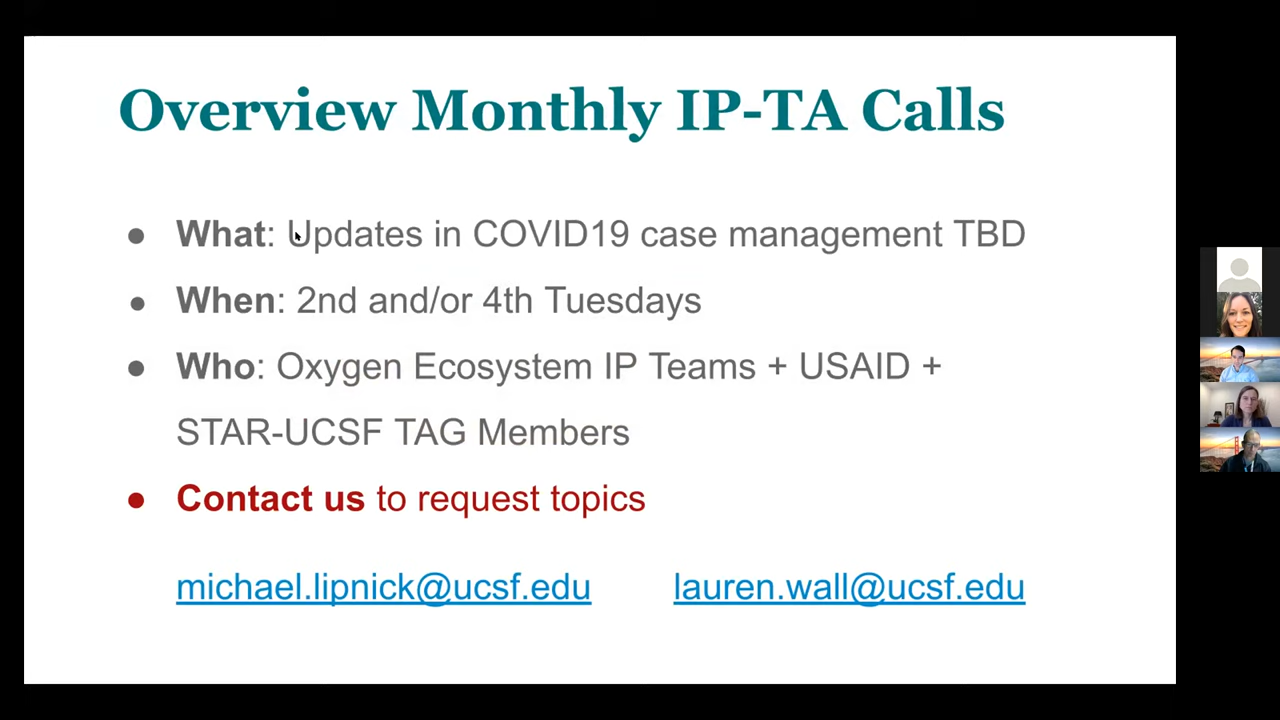 Overview Monthly IP-TA Calls
● What: Updates in COVID19 case management TBD
● When: 2nd and/or 4th Tuesdays
● Who: Oxygen Ecosystem IP Teams + USAID +
STAR-UCSF TAG Members
● Contact us to request topics
michael.lipnick@ucsf.edu lauren.wall@ucsf.edu